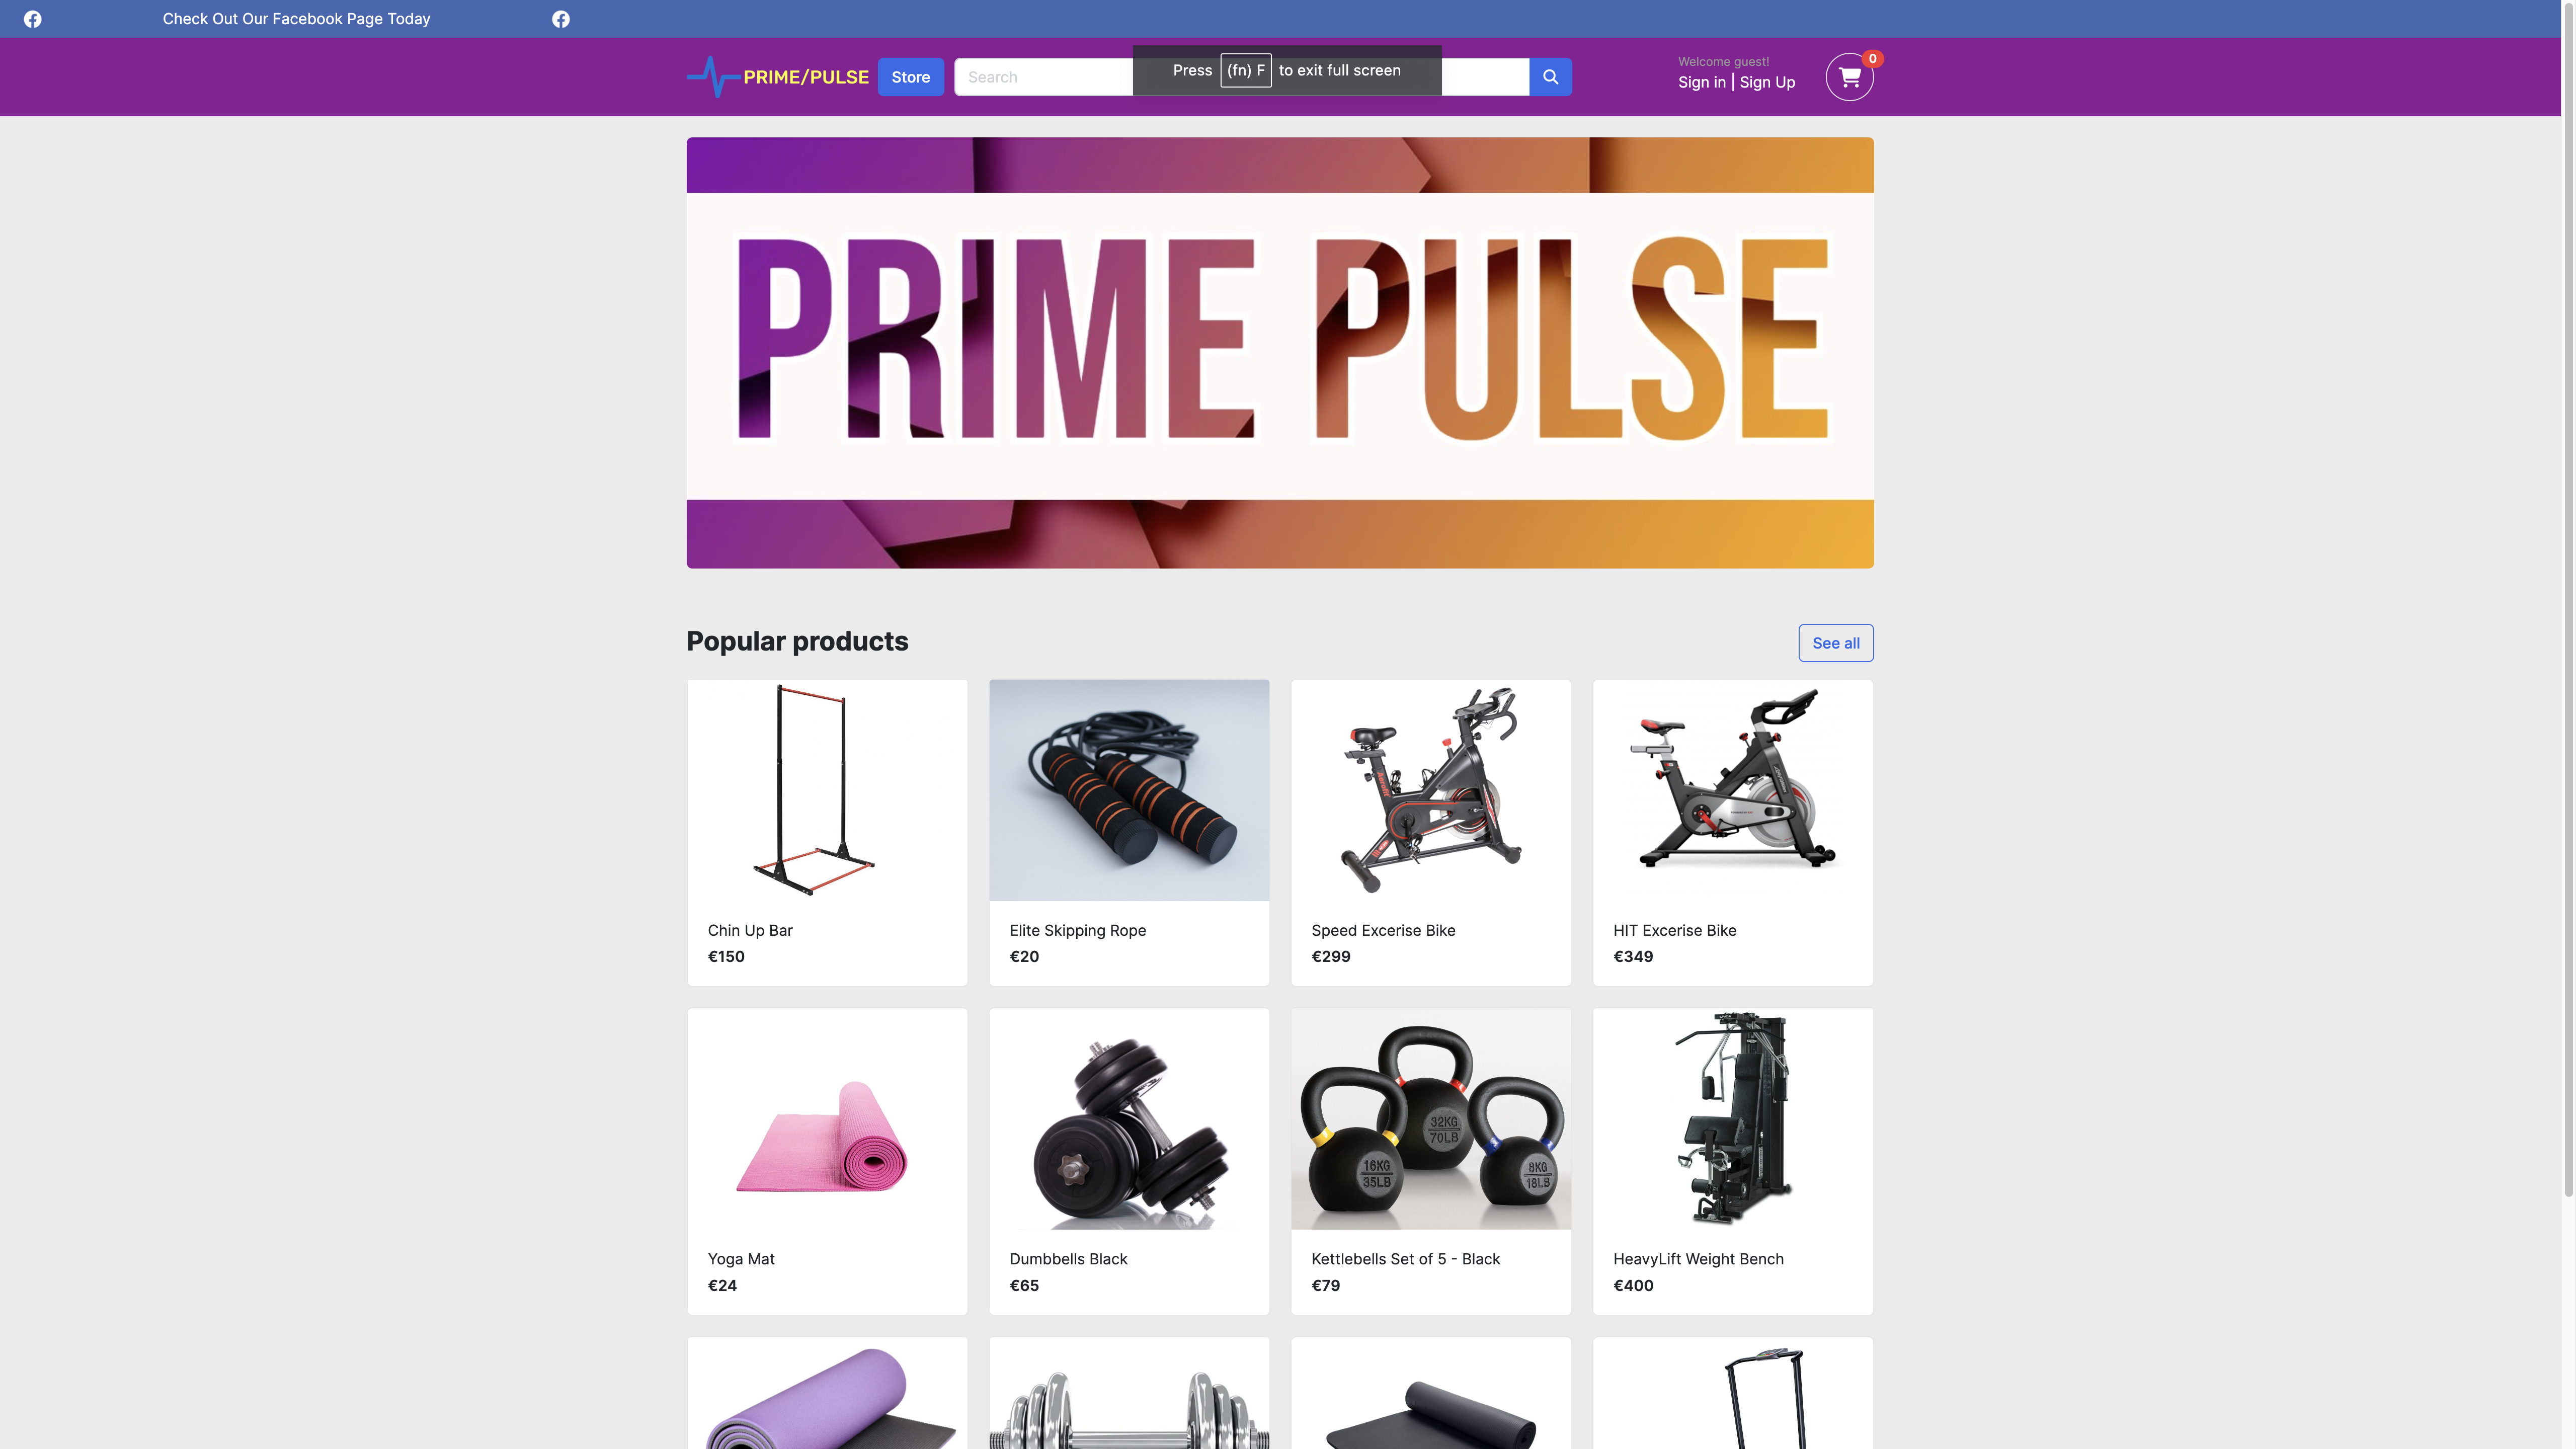 Check Out Our Facebook Page Today
PRIME/PULSE
Store
Search
Press (fn) F to exit full screen
Welcome guest!
Sign in | Sign Up
0
PRIME PULSE
Popular products
See all
Chin Up Bar
€150
Elite Skipping Rope
€20
Speed Excerise Bike
€299
HIT Excerise Bike
€349
32KG
70LB
16KG
35LB
8KG
18LB
Yoga Mat
€24
Dumbbells Black
€65
Kettlebells Set of 5 - Black
€79
HeavyLift Weight Bench
€400